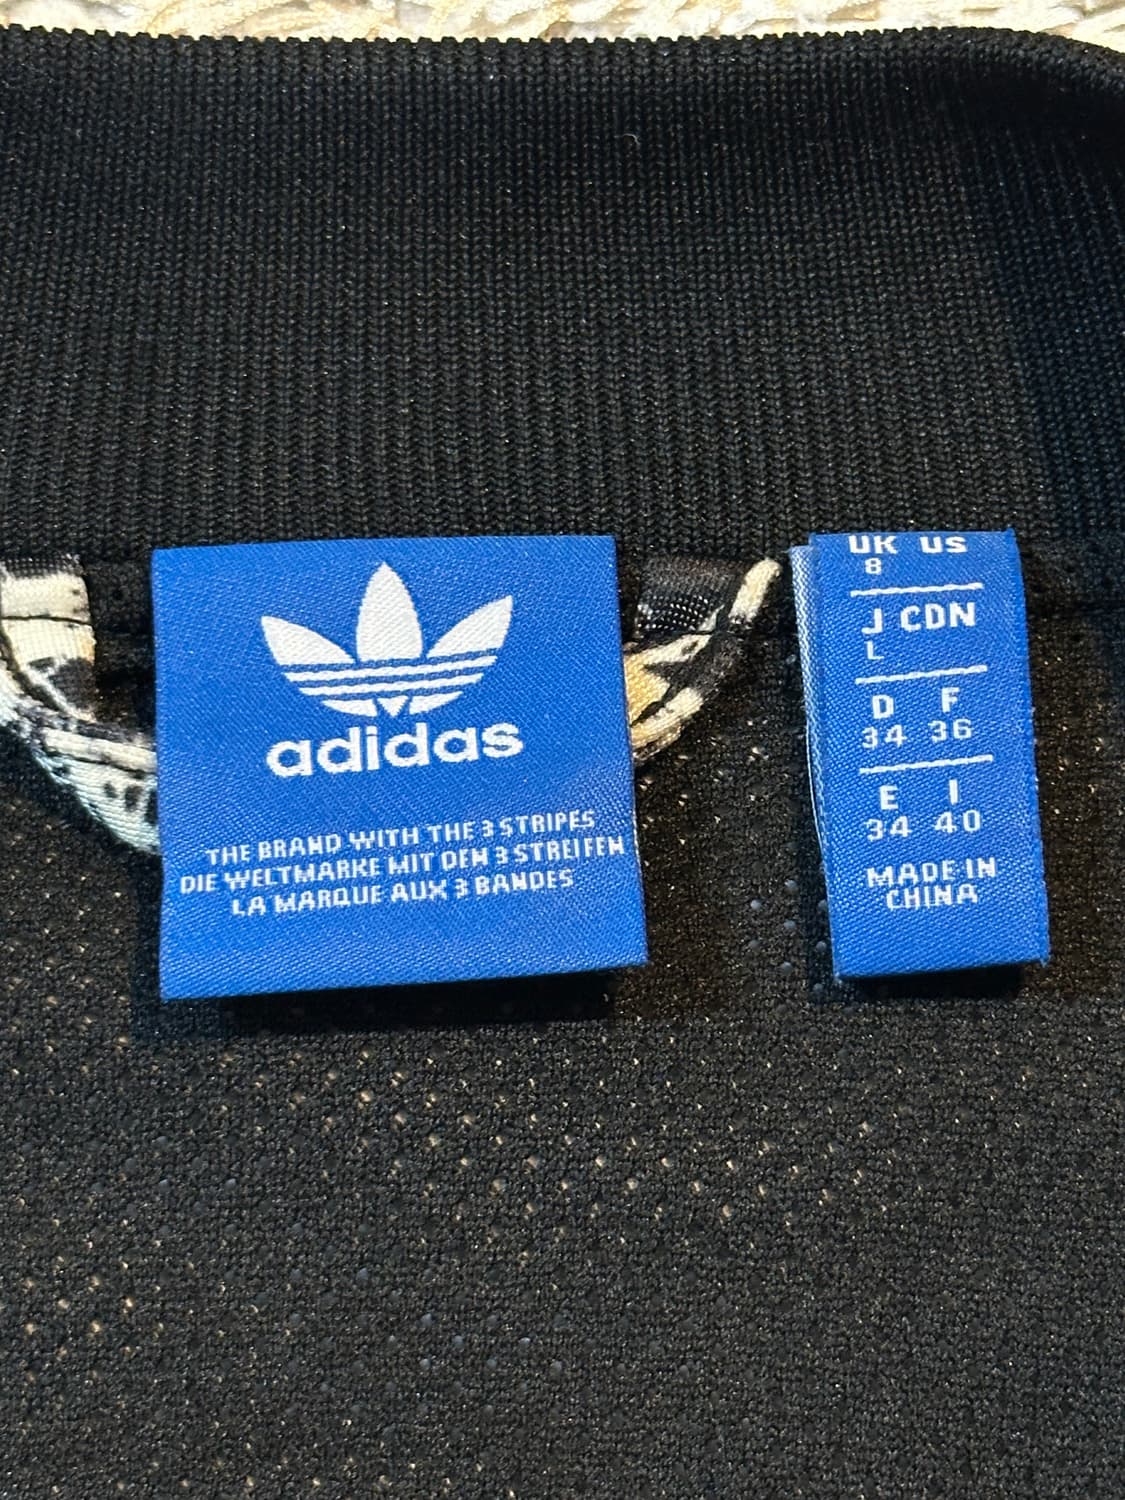 adidas
THE BRAND WITH THE 3 STRIPES
DIE WELTMARKE MIT DEN 3 STREIFEN
LA MARQUE AUX 3 BANDES
UK US
8
J CDN
L
D F
34 36
E I
34 40
MADE IN
CHINA